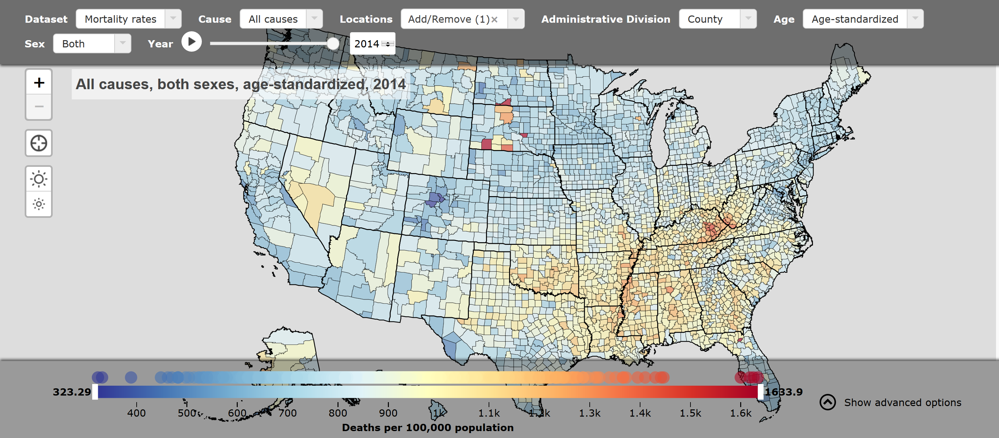 Dataset Mortality rates Cause All causes Locations Add/Remove (1)× Administrative Division County Age Age-standardized
Sex Both Year 2014
+
All causes, both sexes, age-standardized, 2014
−
323.29 1633.9
Show advanced options
400 500 600 700 800 900 1k 1.1k 1.2k 1.3k 1.4k 1.5k 1.6k
Deaths per 100,000 population